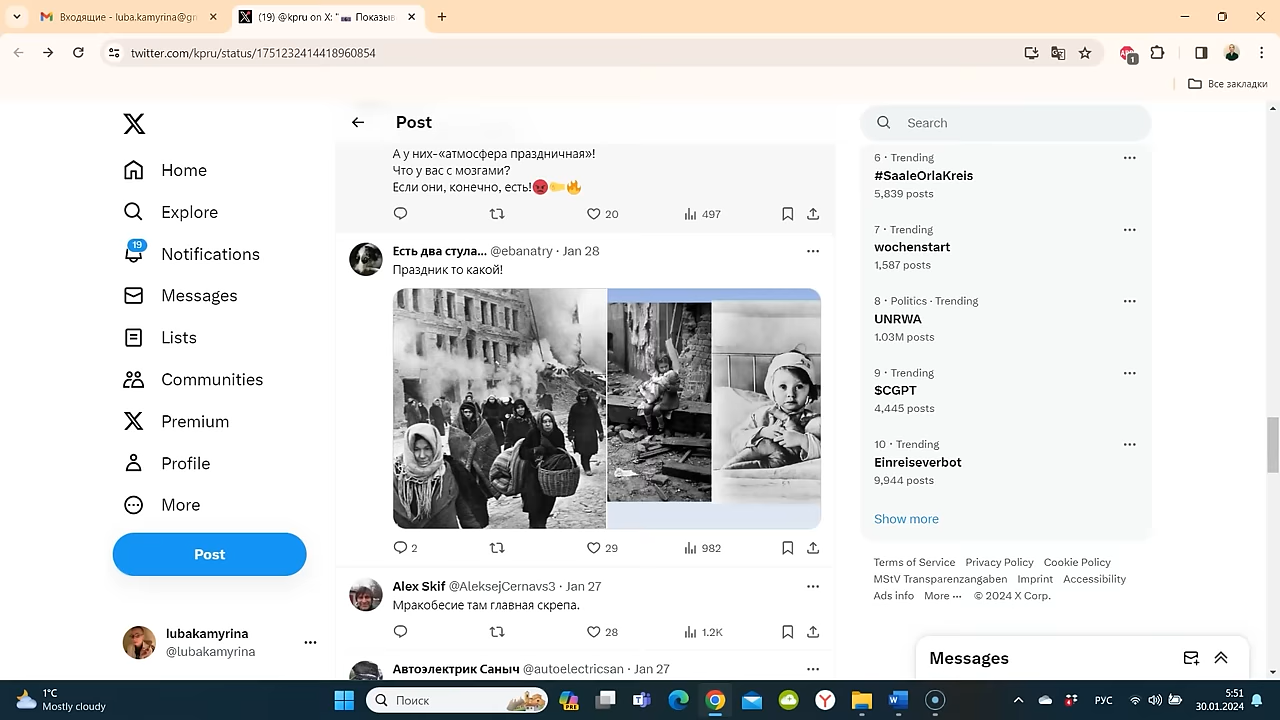 Входящие - luba.kamyrina@gr
(19) @kpru on X: "📷 Показыв
twitter.com/kpru/status/1751232414418960854
1
Все закладки
Post
Search
Home
Explore
19
Notifications
Messages
Lists
Communities
Premium
Profile
More
Post
lubakamyrina
@lubakamyrina
А у них-«атмосфера праздничная»!
Что у вас с мозгами?
Если они, конечно, есть!😡🤛🔥
20
497
Есть два стула... @ebanatry · Jan 28
Праздник то какой!
2
29
982
Alex Skif @AleksejCernavs3 · Jan 27
Мракобесие там главная скрепа.
28
1.2K
Автоэлектрик Саныч @autoelectricsan · Jan 27
6 · Trending
#SaaleOrlaKreis
5,839 posts
7 · Trending
wochenstart
1,587 posts
8 · Politics · Trending
UNRWA
1.03M posts
9 · Trending
$CGPT
4,445 posts
10 · Trending
Einreiseverbot
9,944 posts
Show more
Terms of Service Privacy Policy Cookie Policy
MStV Transparenzangaben Imprint Accessibility
Ads info More ··· © 2024 X Corp.
Messages
1°C
Mostly cloudy
Поиск
РУС
5:51
30.01.2024